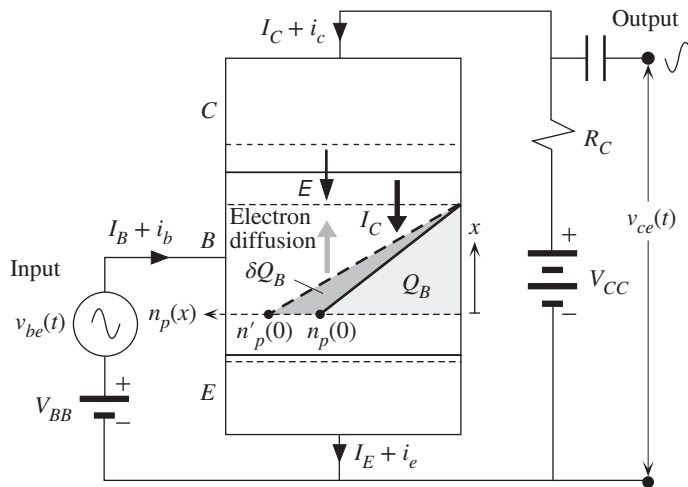 I_C + i_c
Output
C
R_C
E
I_B + i_b
B
Electron
diffusion
I_C
x
v_ce(t)
Input
δQ_B
Q_B
+
V_CC
–
n_p(x)
v_be(t)
n'_p(0) n_p(0)
+
V_BB
–
E
I_E + i_e